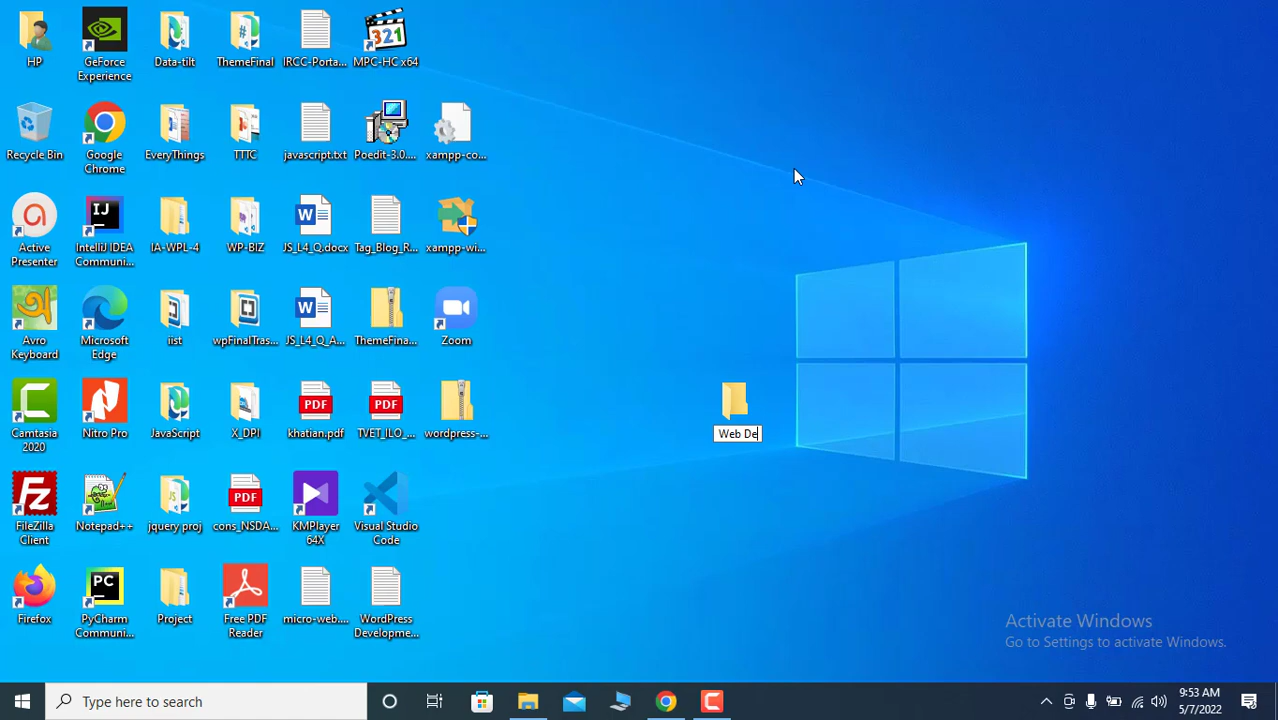 HP
GeForce
Experience
Data-tilt
ThemeFinal
IRCC-Porta...
MPC-HC x64
321
Recycle Bin
Google
Chrome
EveryThings
TTTC
javascript.txt
Poedit-3.0....
xampp-co...
Active
Presenter
IntelliJ IDEA
Communi...
IA-WPL-4
WP-BIZ
JS_L4_Q.docx
Tag_Blog_R...
xampp-wi...
Avro
Keyboard
Microsoft
Edge
iist
wpFinalTras...
JS_L4_Q_A...
ThemeFina...
Zoom
Camtasia
2020
Nitro Pro
JavaScript
X_DPI
PDF
khatian.pdf
PDF
TVET_ILO_...
wordpress-...
Web De
FileZilla
Client
Notepad++
jquery proj
PDF
cons_NSDA...
KMPlayer
64X
Visual Studio
Code
Firefox
PyCharm
Communi...
Project
Free PDF
Reader
micro-web....
WordPress
Developme...
Activate Windows
Go to Settings to activate Windows.
Type here to search
9:53 AM
5/7/2022